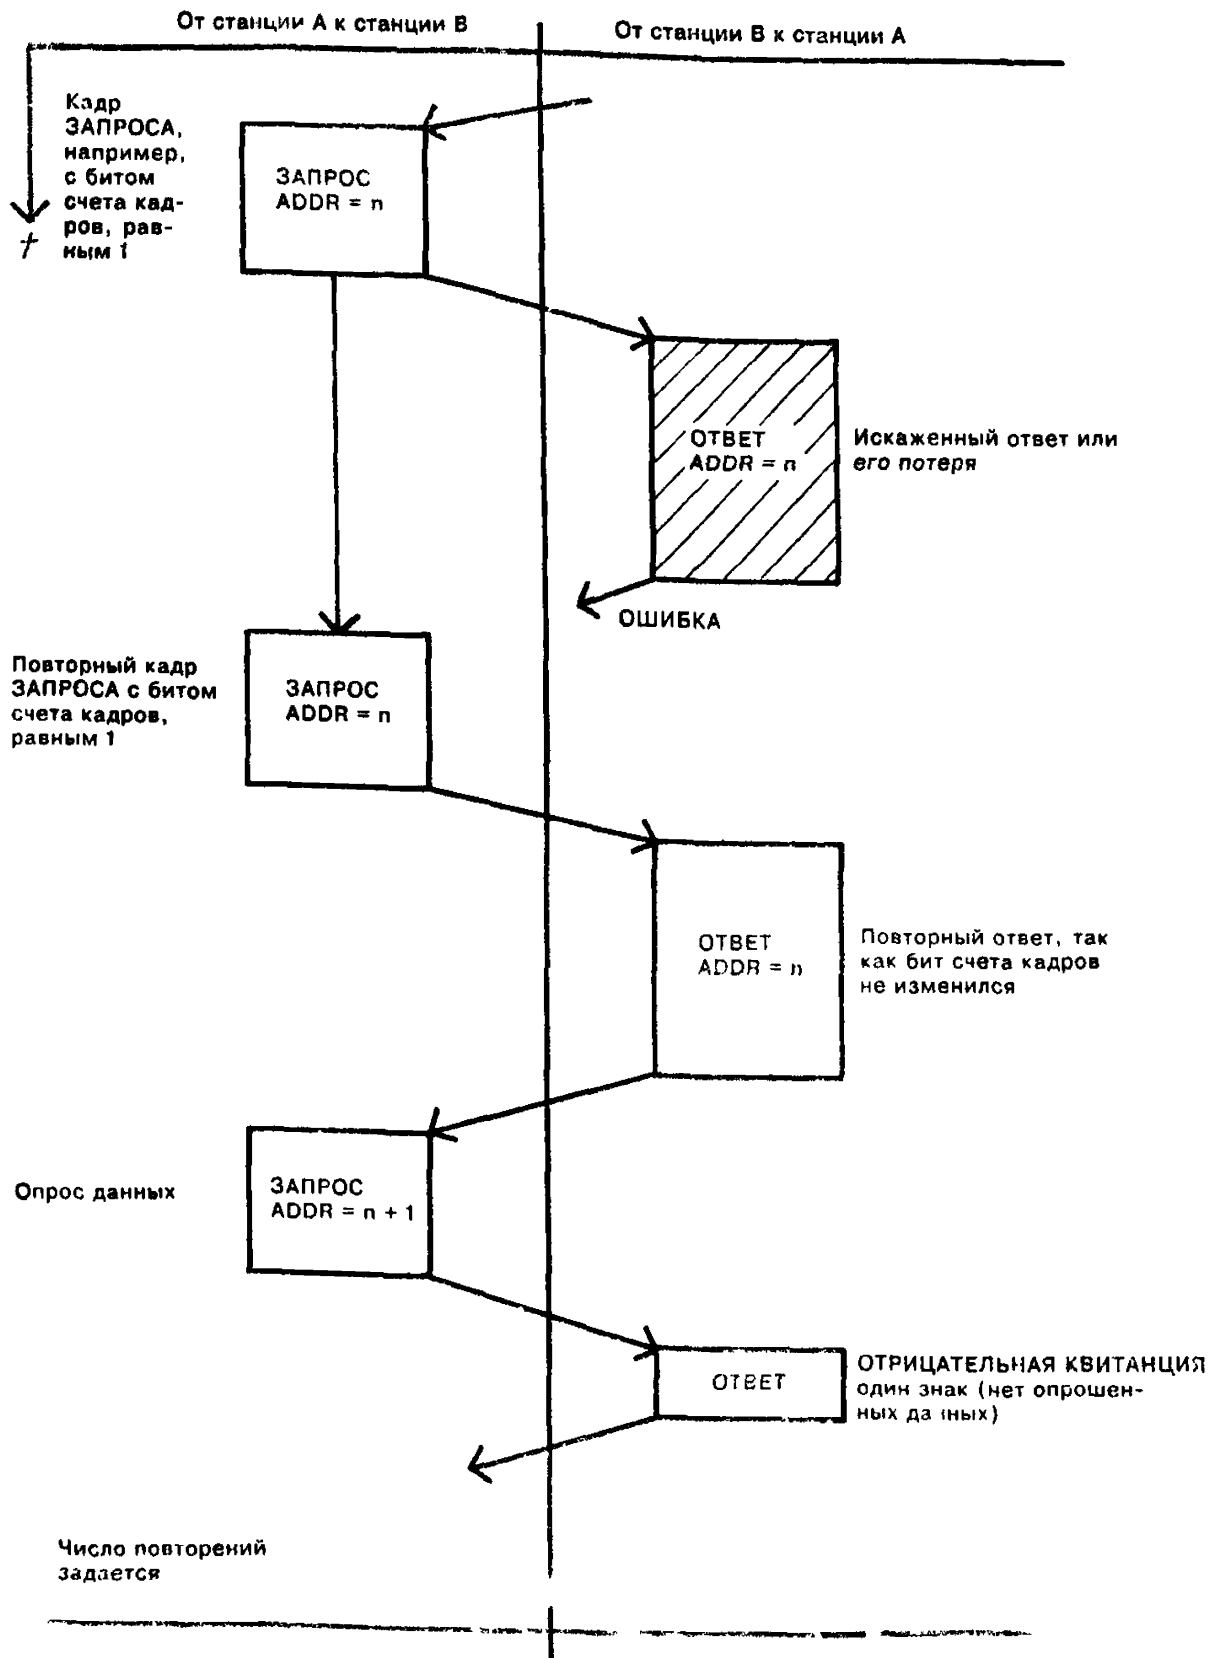 От станции А к станции В
От станции В к станции А
Кадр
ЗАПРОСА,
например,
с битом
счета кад-
ров, рав-
ным 1
t
ЗАПРОС
ADDR = n
ОТВЕТ
ADDR = n
Искаженный ответ или
его потеря
ОШИБКА
Повторный кадр
ЗАПРОСА с битом
счета кадров,
равным 1
ЗАПРОС
ADDR = n
ОТВЕТ
ADDR = n
Повторный ответ, так
как бит счета кадров
не изменился
Опрос данных
ЗАПРОС
ADDR = n + 1
ОТВЕТ
ОТРИЦАТЕЛЬНАЯ КВИТАНЦИЯ
один знак (нет опрошен-
ных данных)
Число повторений
задается